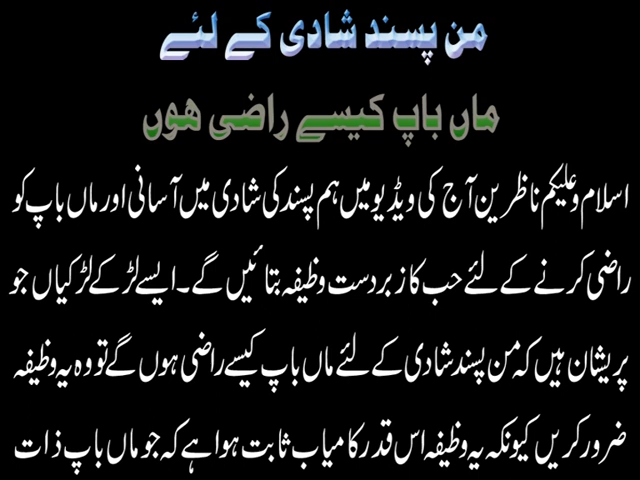 من پسند شادی کے لئے
ماں باپ کیسے راضی ھوں
اسلام و علیکم ناظرین آج کی ویڈیو میں ہم پسند کی شادی میں آسانی اور ماں باپ کو
راضی کرنے کے لئے حب کا زبردست وظیفہ بتائیں گے۔ ایسے لڑکے لڑکیاں جو
پریشان ہیں کہ من پسند شادی کے لئے ماں باپ کیسے راضی ہوں گے تو وہ یہ وظیفہ
ضرور کریں کیونکہ یہ وظیفہ اس قدر کامیاب ثابت ہوا ہے کہ جو ماں باپ ذات